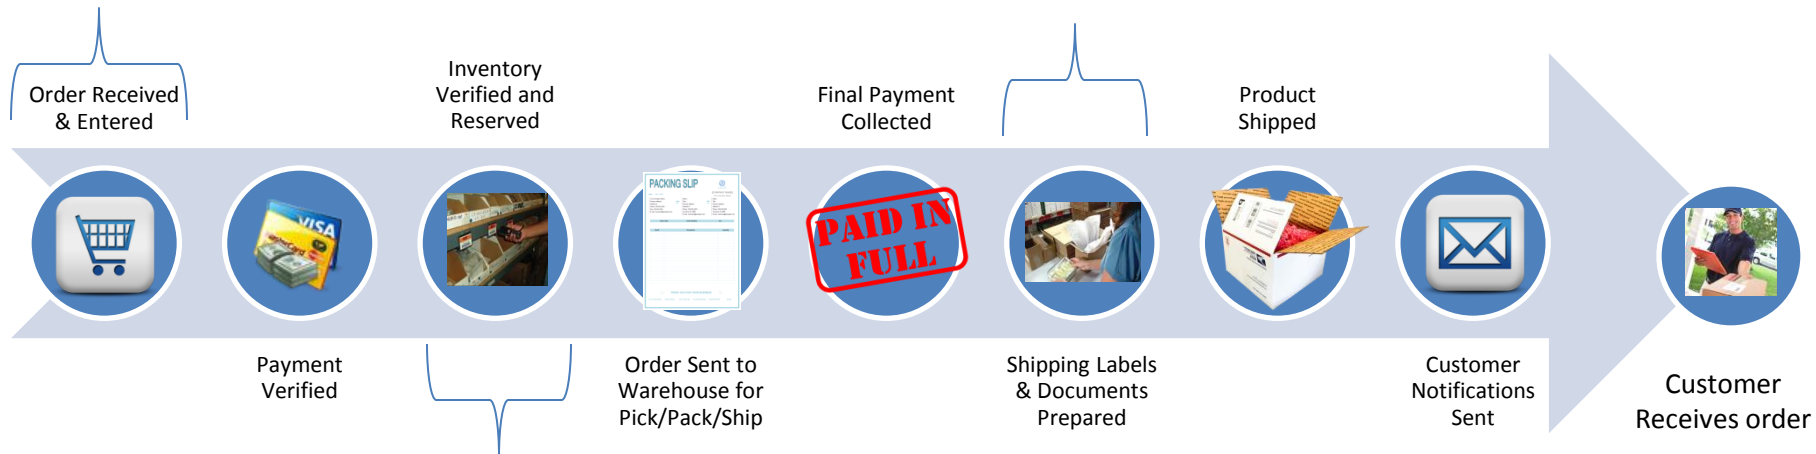 Order Received
& Entered
Payment
Verified
Inventory
Verified and
Reserved
Order Sent to
Warehouse for
Pick/Pack/Ship
Final Payment
Collected
Shipping Labels
& Documents
Prepared
Product
Shipped
Customer
Notifications
Sent
Customer
Receives order
VISA
PACKING SLIP
PAID IN
FULL